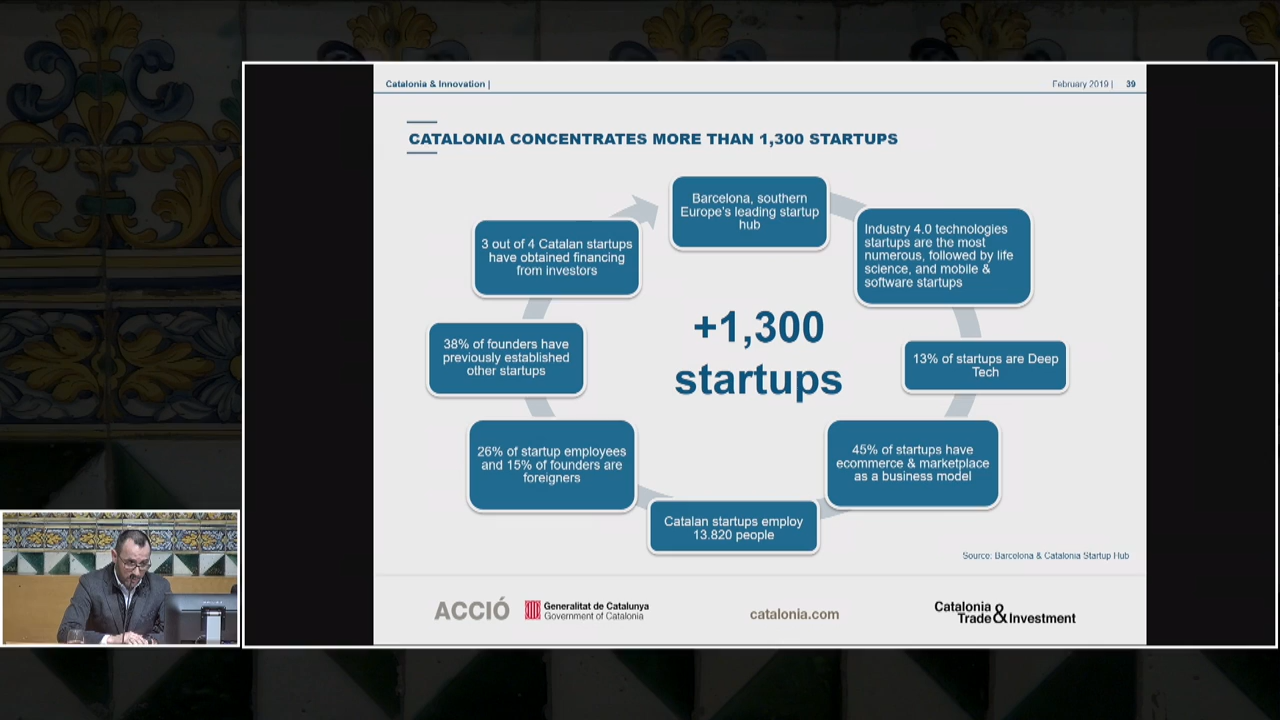 Catalonia & Innovation |
February 2019 | 39
CATALONIA CONCENTRATES MORE THAN 1,300 STARTUPS
Barcelona, southern
Europe's leading startup
hub
Industry 4.0 technologies
startups are the most
numerous, followed by life
science, and mobile &
software startups
13% of startups are Deep
Tech
45% of startups have
ecommerce & marketplace
as a business model
Catalan startups employ
13.820 people
26% of startup employees
and 15% of founders are
foreigners
38% of founders have
previously established
other startups
3 out of 4 Catalan startups
have obtained financing
from investors
+1,300
startups
Source: Barcelona & Catalonia Startup Hub
ACCIÓ
Generalitat de Catalunya
Government of Catalonia
catalonia.com
Catalonia
Trade & Investment